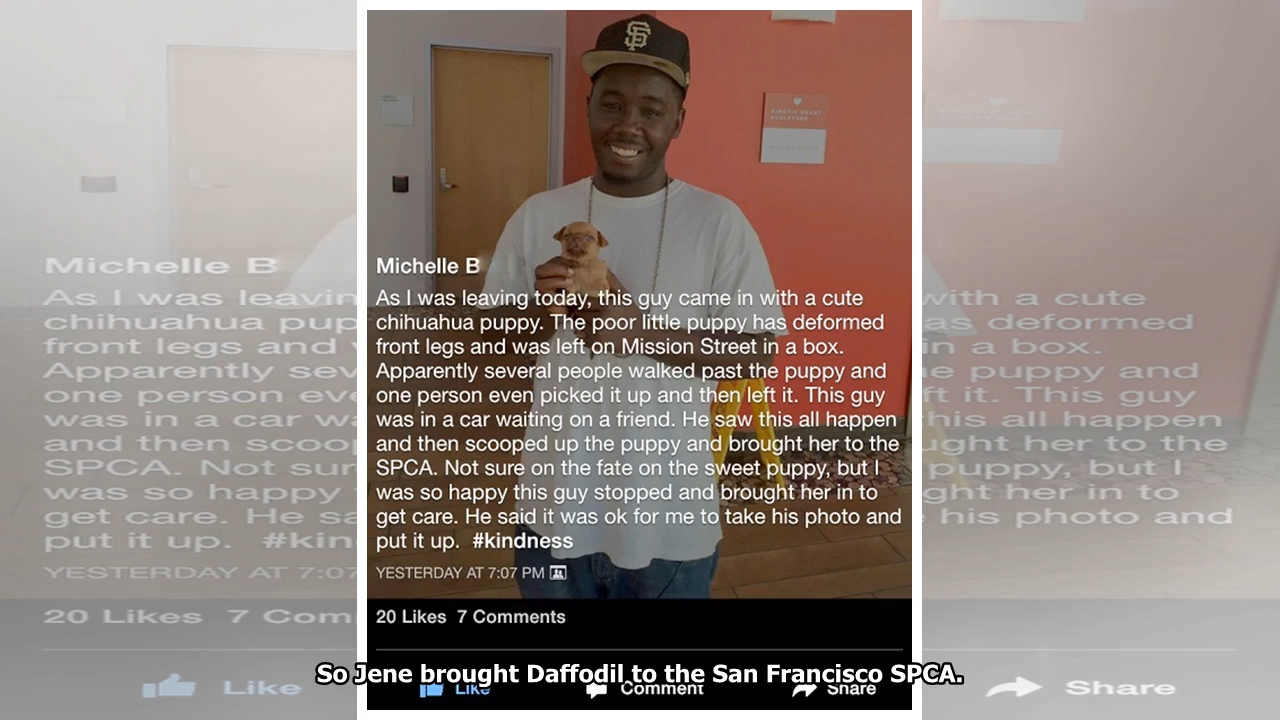 SF
KINETIC HEART
SCULPTURE
Michelle B
As I was leaving today, this guy came in with a cute
chihuahua puppy. The poor little puppy has deformed
front legs and was left on Mission Street in a box.
Apparently several people walked past the puppy and
one person even picked it up and then left it. This guy
was in a car waiting on a friend. He saw this all happen
and then scooped up the puppy and brought her to the
SPCA. Not sure on the fate on the sweet puppy, but I
was so happy this guy stopped and brought her in to
get care. He said it was ok for me to take his photo and
put it up. #kindness
YESTERDAY AT 7:07 PM
20 Likes 7 Comments
Like Comment Share
So Jene brought Daffodil to the San Francisco SPCA.